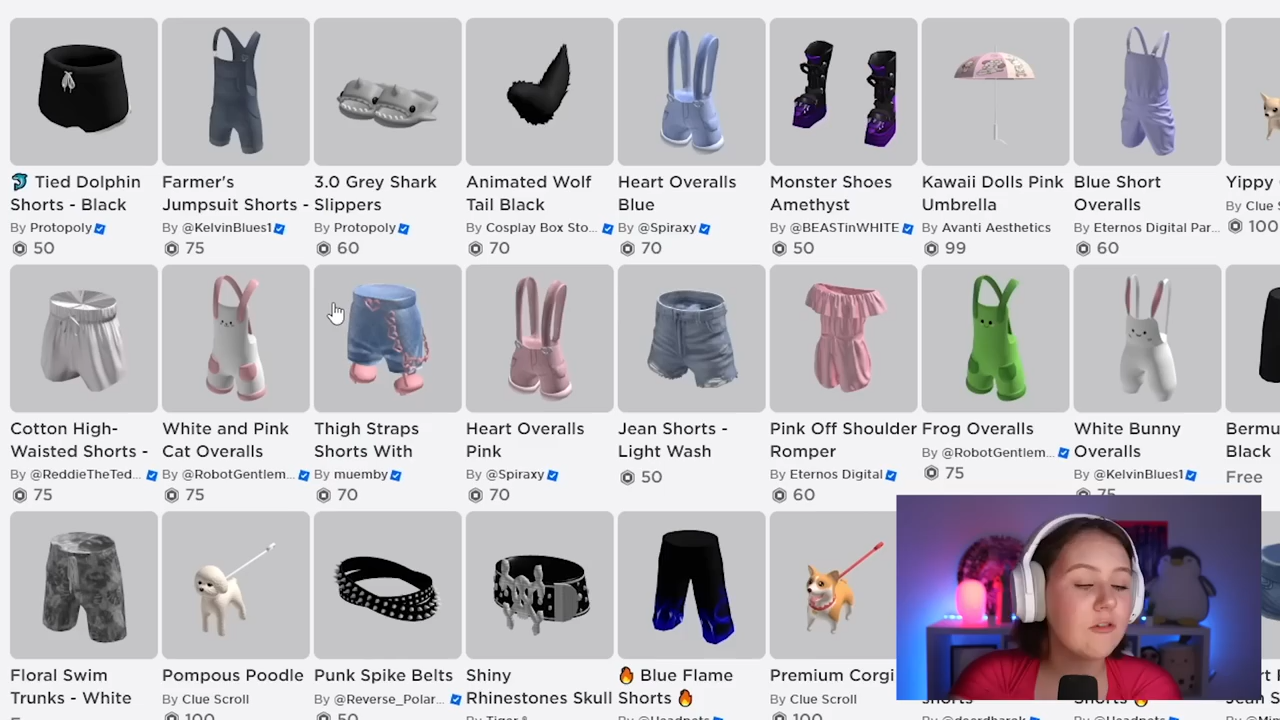 🐬 Tied Dolphin
Shorts - Black
By Protopoly
50
Farmer's
Jumpsuit Shorts -
By @KelvinBlues1
75
3.0 Grey Shark
Slippers
By Protopoly
60
Animated Wolf
Tail Black
By Cosplay Box Sto...
70
Heart Overalls
Blue
By @Spiraxy
70
Monster Shoes
Amethyst
By @BEASTinWHITE
50
Kawaii Dolls Pink
Umbrella
By Avanti Aesthetics
99
Blue Short
Overalls
By Eternos Digital Par...
60
Yippy
By Clue
100
Cotton High-
Waisted Shorts -
By @ReddieTheTed...
75
White and Pink
Cat Overalls
By @RobotGentlem...
75
Thigh Straps
Shorts With
By muemby
70
Heart Overalls
Pink
By @Spiraxy
70
Jean Shorts -
Light Wash
50
Pink Off Shoulder
Romper
By Eternos Digital
60
Frog Overalls
By @RobotGentlem...
75
White Bunny
Overalls
By @KelvinBlues1
75
Bermu
Black
Free
Floral Swim
Trunks - White
Pompous Poodle
By Clue Scroll
100
Punk Spike Belts
By @Reverse_Polar...
50
Shiny
Rhinestones Skull
🔥 Blue Flame
Shorts 🔥
Premium Corgi
By Clue Scroll
100